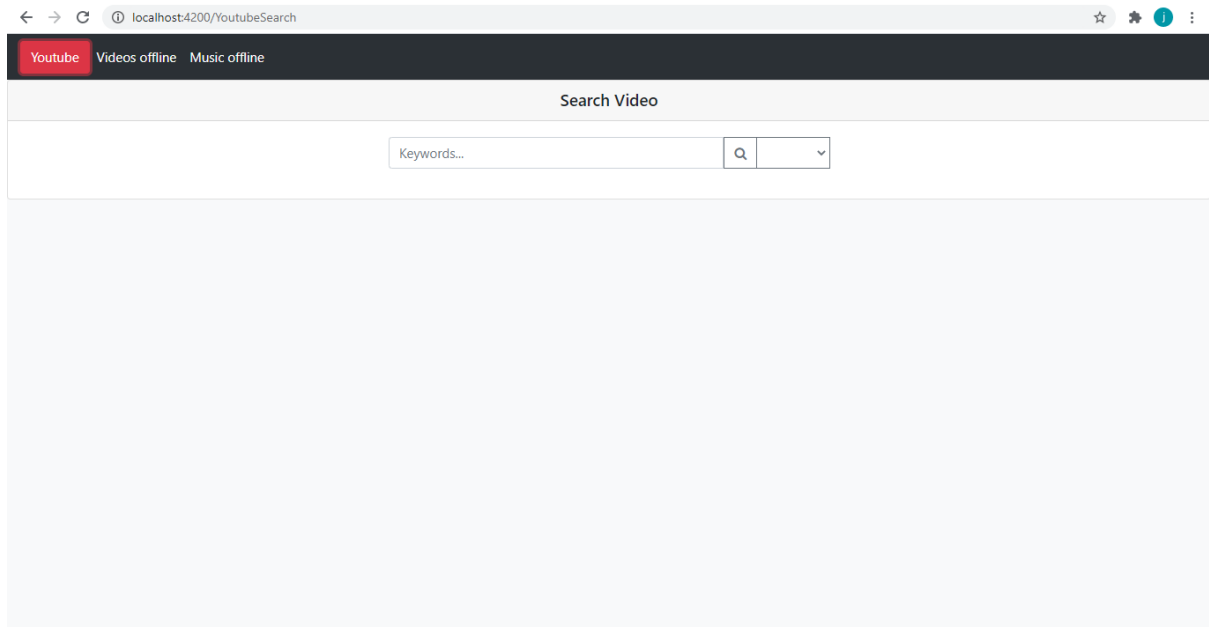 localhost:4200/YoutubeSearch
j
Youtube Videos offline Music offline
Search Video
Keywords...